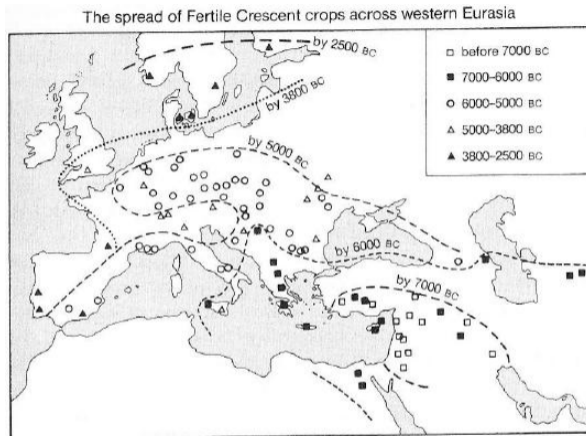 The spread of Fertile Crescent crops across western Eurasia
by 2500 BC
before 7000 BC
7000–6000 BC
6000–5000 BC
5000–3800 BC
3800–2500 BC
by 3800 BC
by 5000 BC
by 6000 BC
by 7000 BC